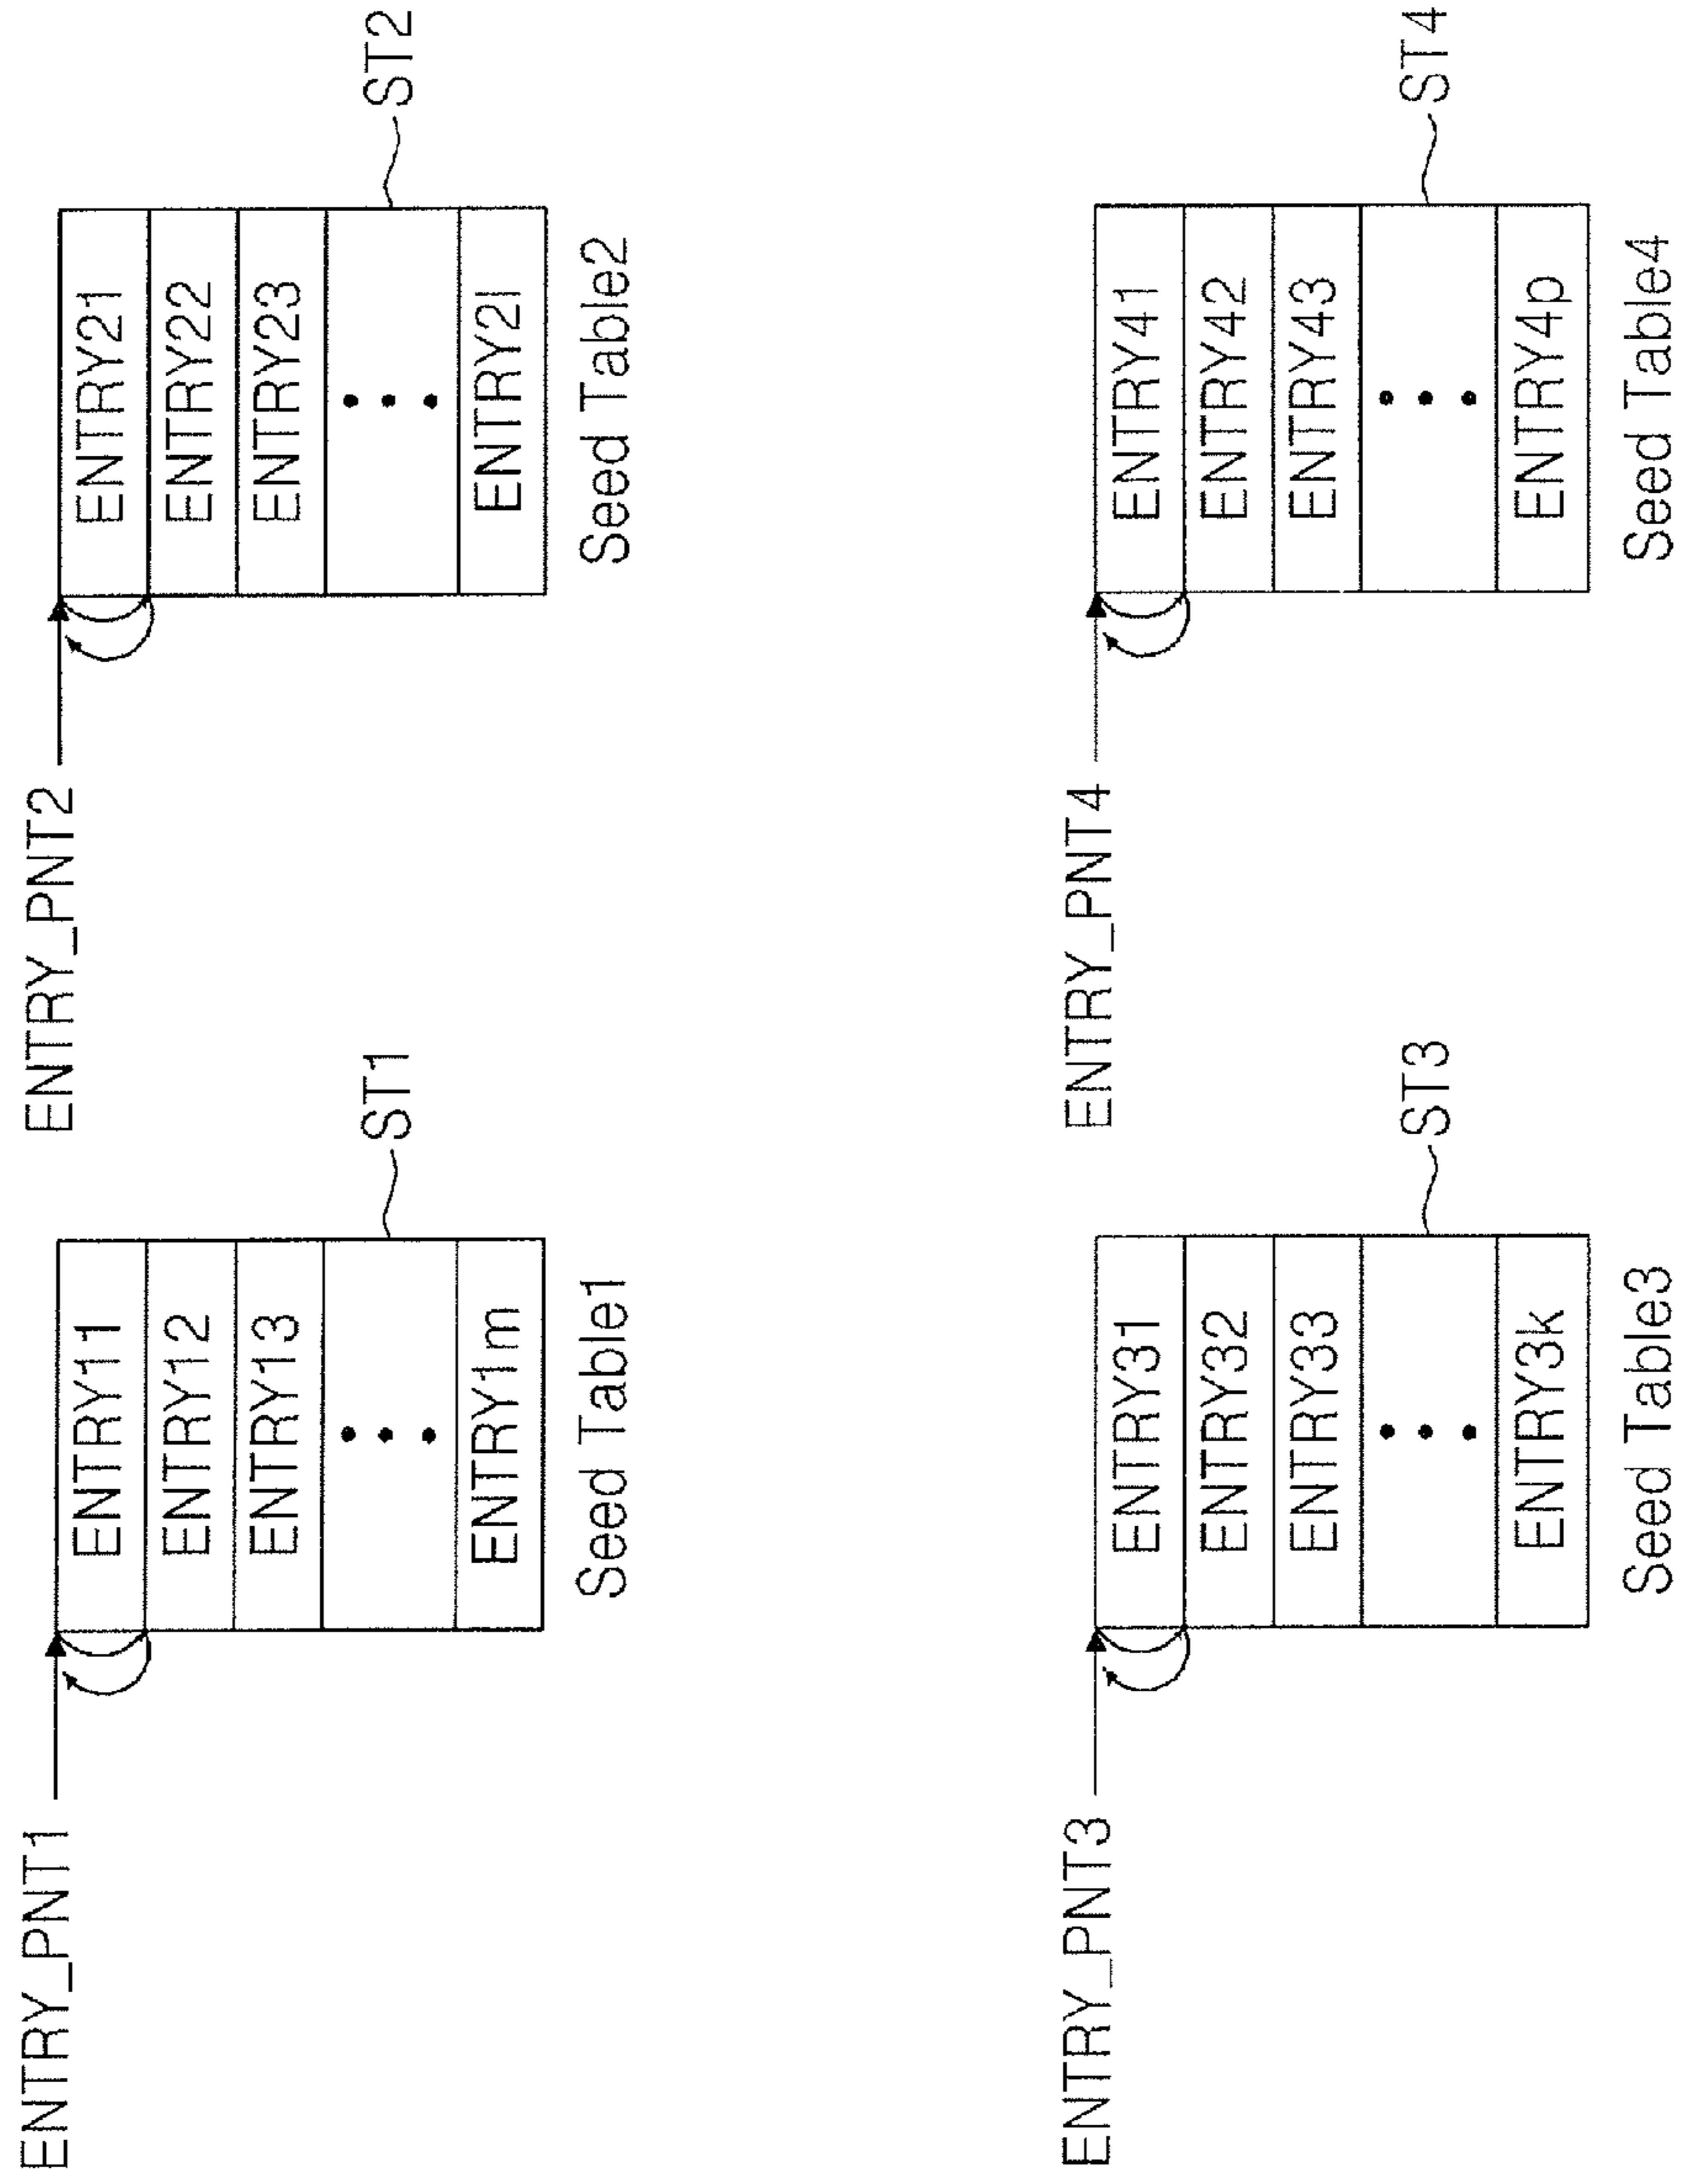 ENTRY_PNT1
ENTRY11
ENTRY12
ENTRY13
ENTRY1m
ST1
Seed Table1
ENTRY_PNT2
ENTRY21
ENTRY22
ENTRY23
ENTRY2l
ST2
Seed Table2
ENTRY_PNT3
ENTRY31
ENTRY32
ENTRY33
ENTRY3k
ST3
Seed Table3
ENTRY_PNT4
ENTRY41
ENTRY42
ENTRY43
ENTRY4p
ST4
Seed Table4